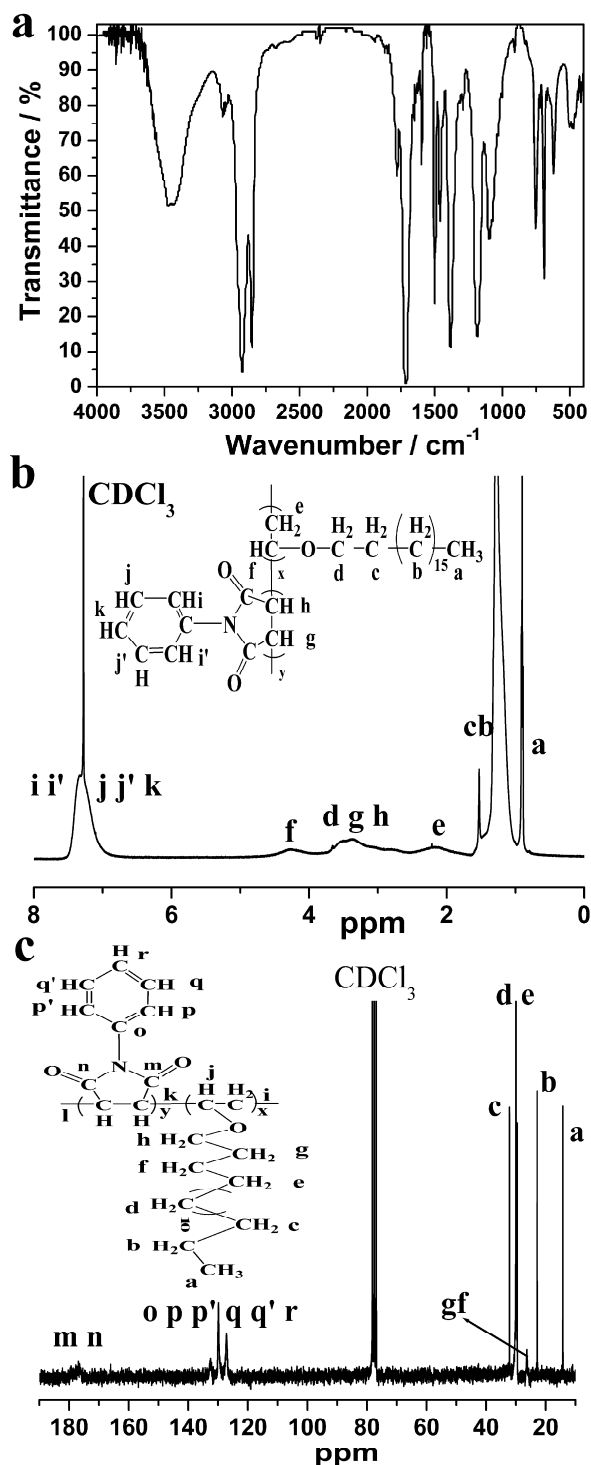 a
Transmittance / %
100
90
80
70
60
50
40
30
20
10
0
4000 3500 3000 2500 2000 1500 1000 500
Wavenumber / cm-1
b
CDCl3
( e
CH2 H2 H2 (H2)
HC—O—C—C—(C)15—CH3
f x d c b 15 a
j O
HC—CHi C—(CH h
k HC C—N
j' C=CH i' C—CH g
H O y
cb
a
i i' j j' k
f
d g h
e
8 6 4 2 0
ppm
c
H r
q' HC CH q
p' HC CH p
C o
N
n m
O=C C=O
k j H H2 i
l (C C)y (C—C)x
H H O
h H2C
CH2 g
f H2C
CH2 e
d H2C
10 CH2 c
b H2C
CH3
a
CDCl3
d e
b
c
a
gf
o p p' q q' r
m n
180 160 140 120 100 80 60 40 20
ppm